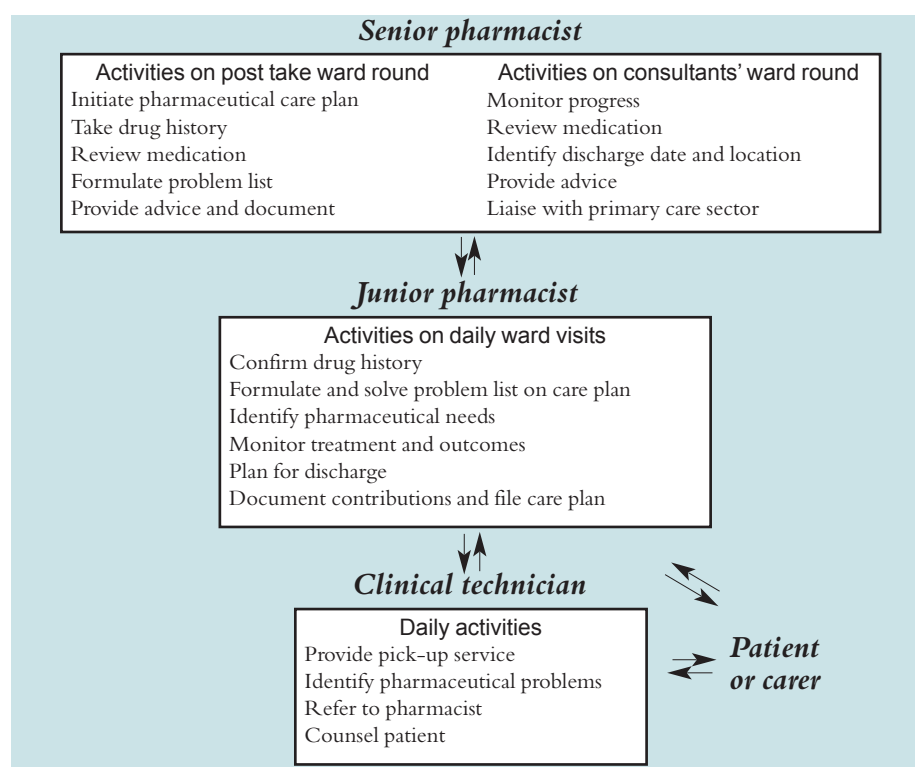 Senior pharmacist
Activities on post take ward round
Initiate pharmaceutical care plan
Take drug history
Review medication
Formulate problem list
Provide advice and document
Activities on consultants' ward round
Monitor progress
Review medication
Identify discharge date and location
Provide advice
Liaise with primary care sector
Junior pharmacist
Activities on daily ward visits
Confirm drug history
Formulate and solve problem list on care plan
Identify pharmaceutical needs
Monitor treatment and outcomes
Plan for discharge
Document contributions and file care plan
Clinical technician
Daily activities
Provide pick-up service
Identify pharmaceutical problems
Refer to pharmacist
Counsel patient
Patient
or carer